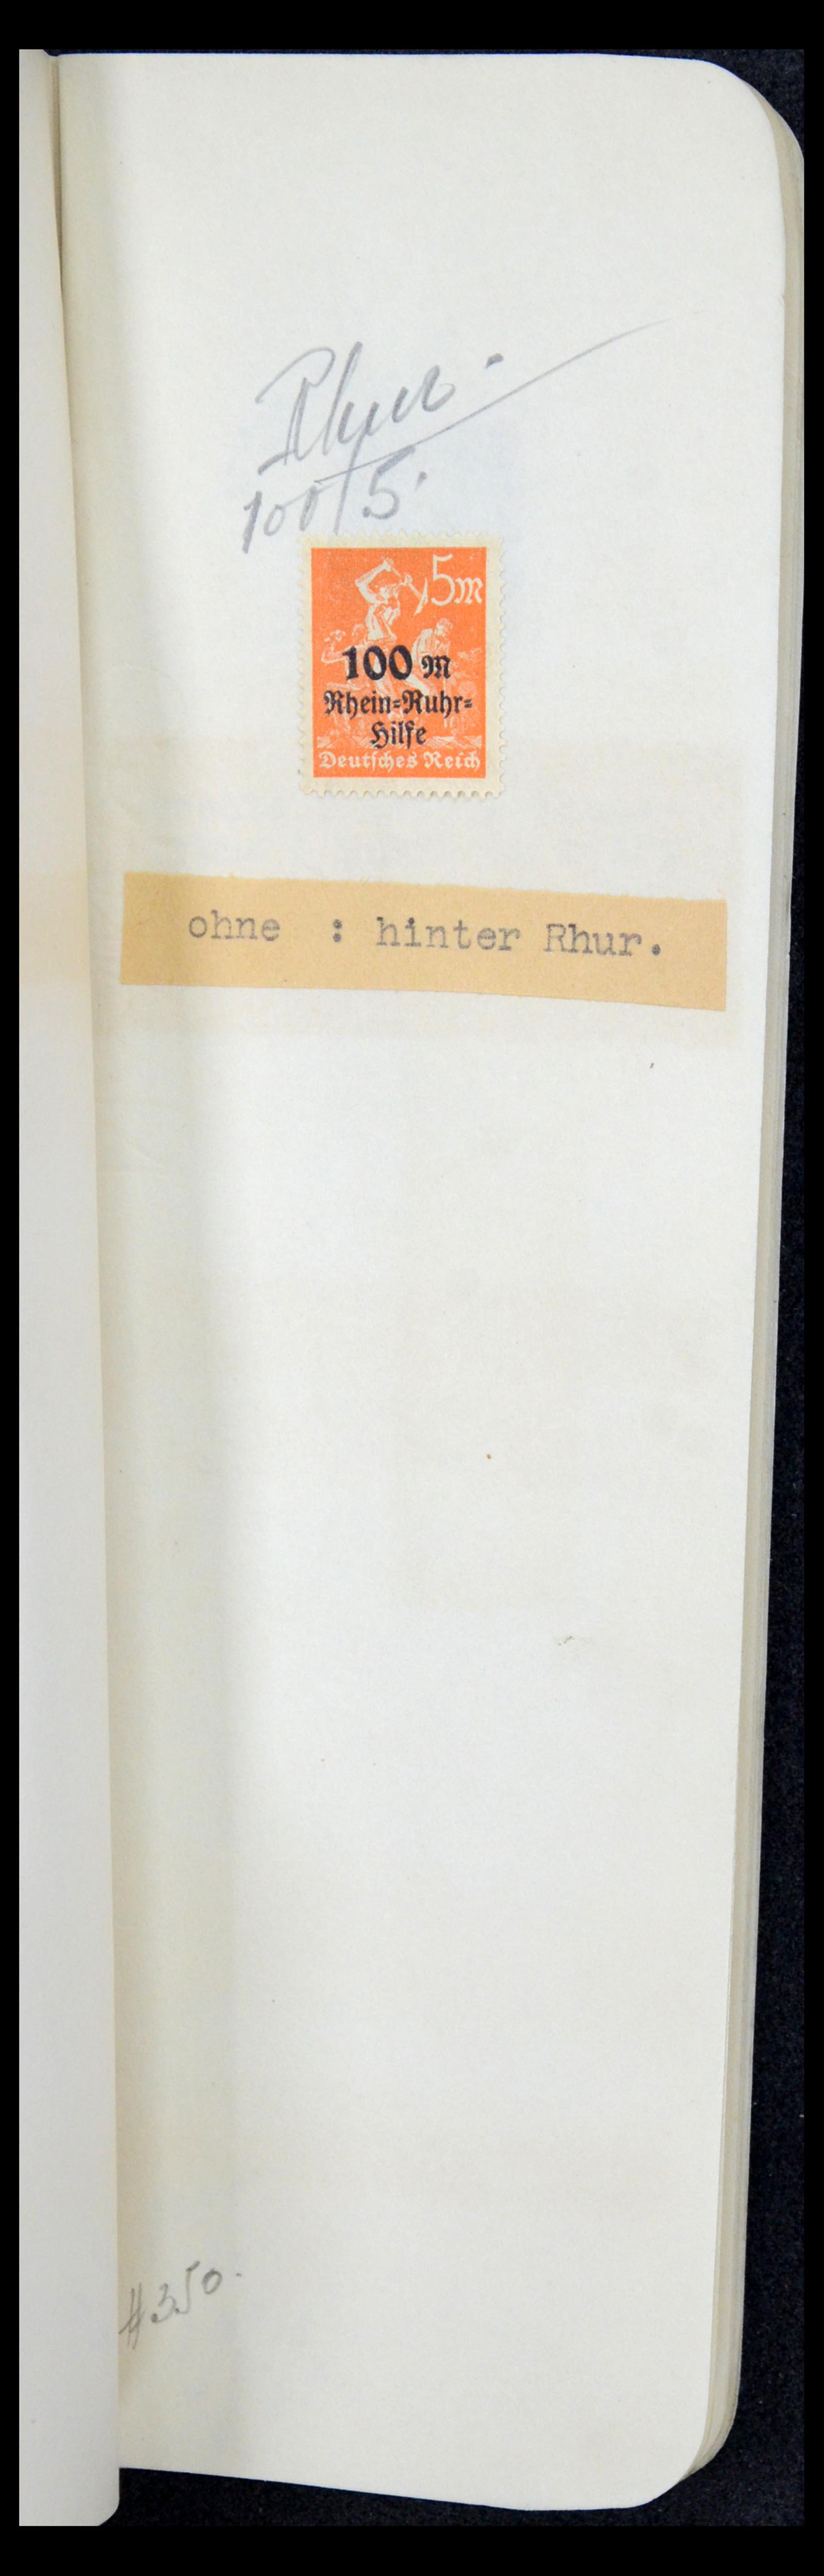 Rhur.
100/5.
5M
100 M
Rhein=Ruhr=
Hilfe
Deutsches Reich
ohne : hinter Rhur.
#350.